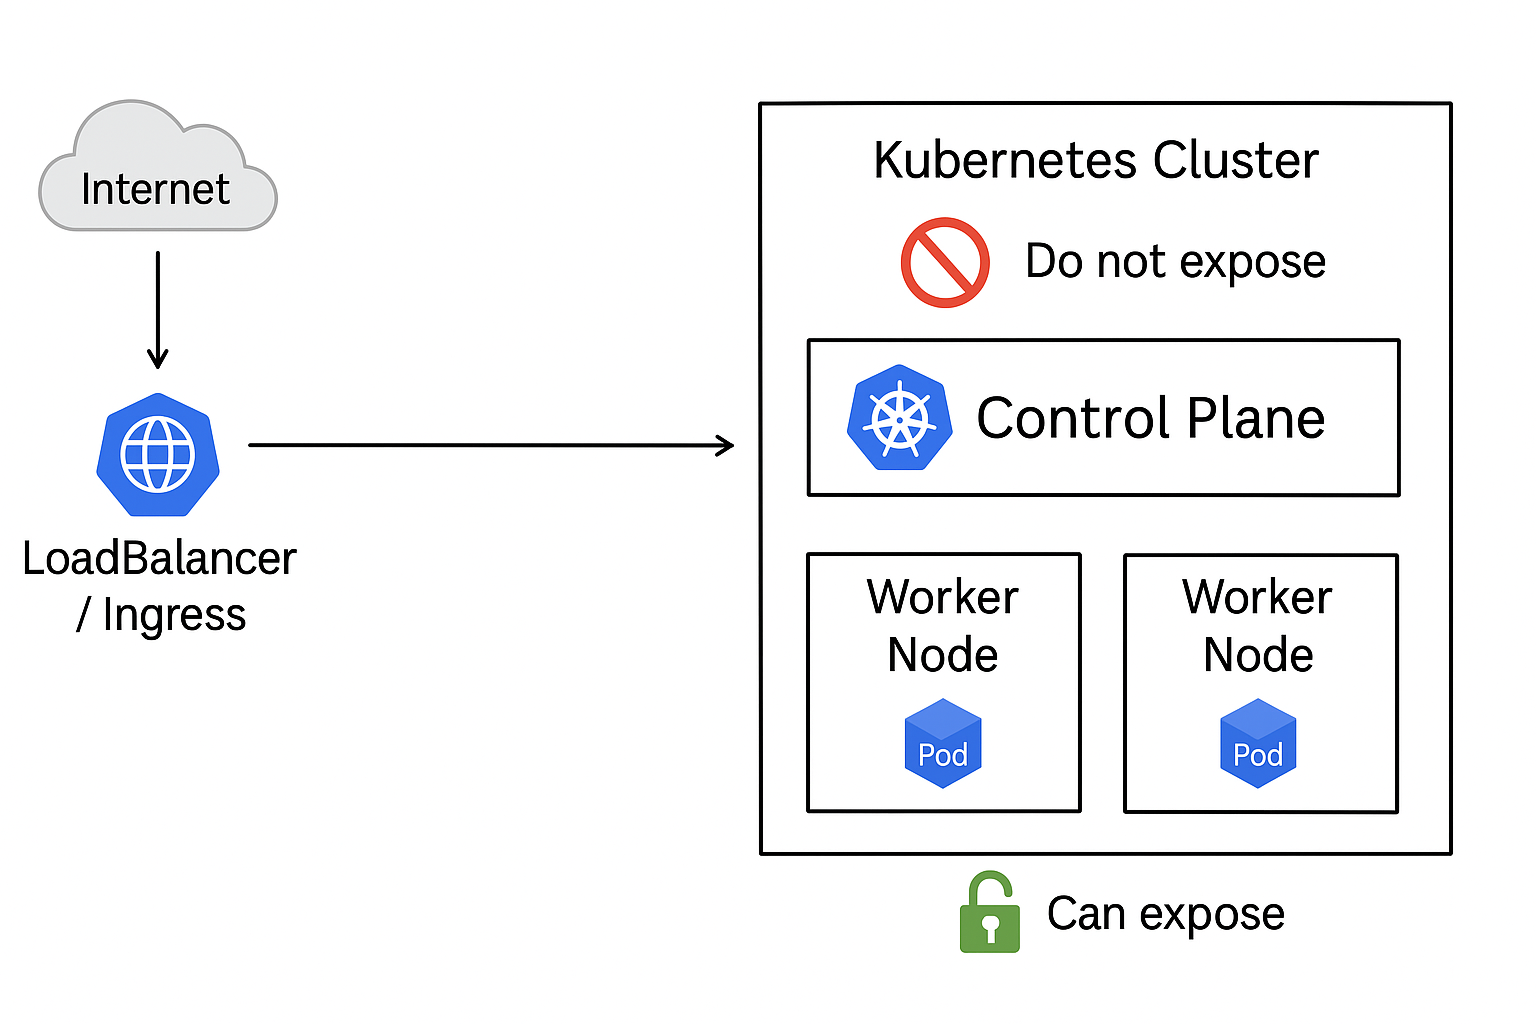 Internet
LoadBalancer
/ Ingress
Kubernetes Cluster
Do not expose
Control Plane
Worker
Node
Pod
Worker
Node
Pod
Can expose